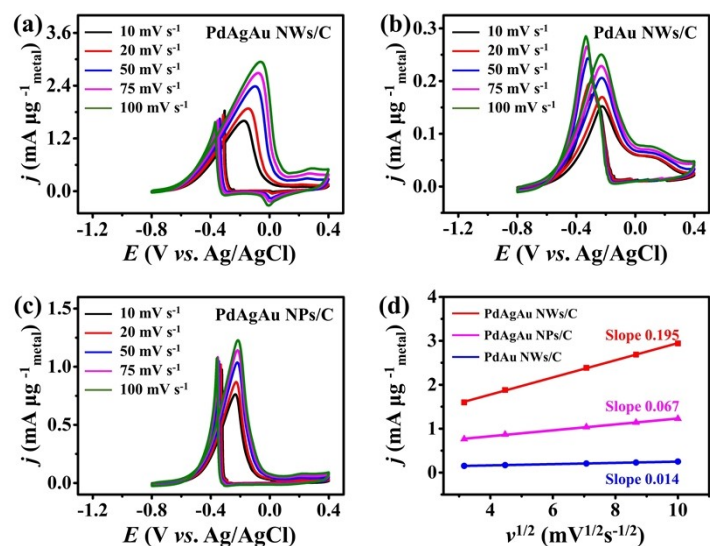 (a)
10 mV s⁻¹
20 mV s⁻¹
50 mV s⁻¹
75 mV s⁻¹
100 mV s⁻¹
PdAgAu NWs/C
j (mA μg⁻¹metal)
3.6
2.4
1.2
0.0
-1.2 -0.8 -0.4 0.0 0.4
E (V vs. Ag/AgCl)
(b)
10 mV s⁻¹
20 mV s⁻¹
50 mV s⁻¹
75 mV s⁻¹
100 mV s⁻¹
PdAu NWs/C
j (mA μg⁻¹metal)
0.3
0.2
0.1
0.0
-1.2 -0.8 -0.4 0.0 0.4
E (V vs. Ag/AgCl)
(c)
10 mV s⁻¹
20 mV s⁻¹
50 mV s⁻¹
75 mV s⁻¹
100 mV s⁻¹
PdAgAu NPs/C
j (mA μg⁻¹metal)
1.5
1.0
0.5
0.0
-1.2 -0.8 -0.4 0.0 0.4
E (V vs. Ag/AgCl)
(d)
PdAgAu NWs/C
PdAgAu NPs/C
PdAu NWs/C
Slope 0.195
Slope 0.067
Slope 0.014
j (mA μg⁻¹metal)
4
3
2
1
0
4 6 8 10
v¹/² (mV¹/²s⁻¹/²)